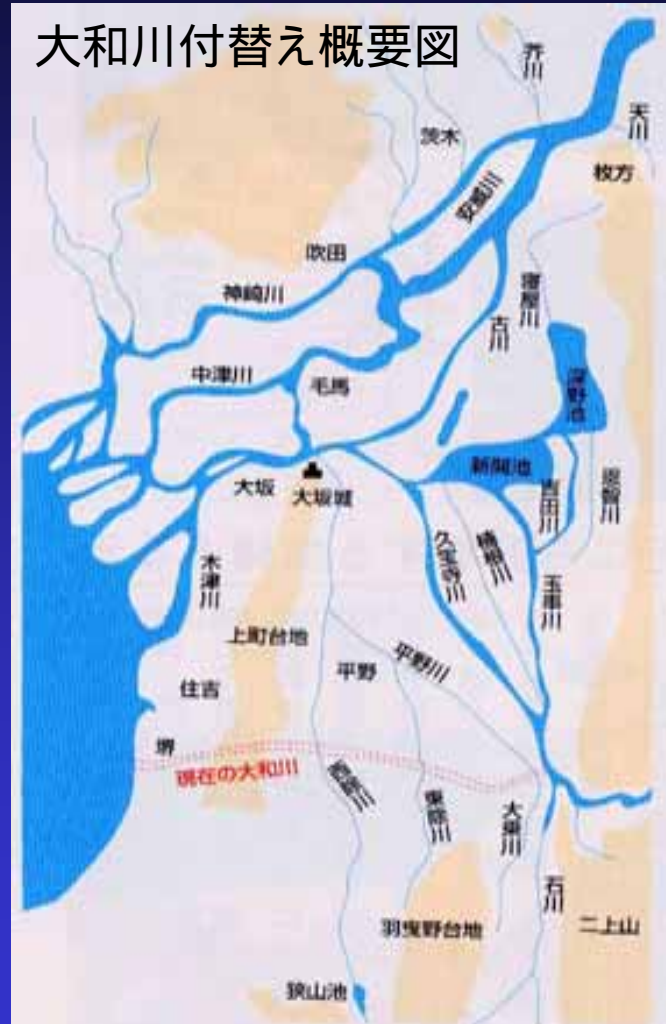 大和川付替え概要図
芥川
天川
茨木
枚方
安威川
吹田
寝屋川
神崎川
古川
中津川
毛馬
深野池
新開池
大坂
大坂城
吉田川
恩智川
久宝寺川
楠根川
木津川
玉串川
上町台地
平野
平野川
住吉
堺
現在の大和川
西除川
東除川
大乗川
石川
羽曳野台地
二上山
狭山池